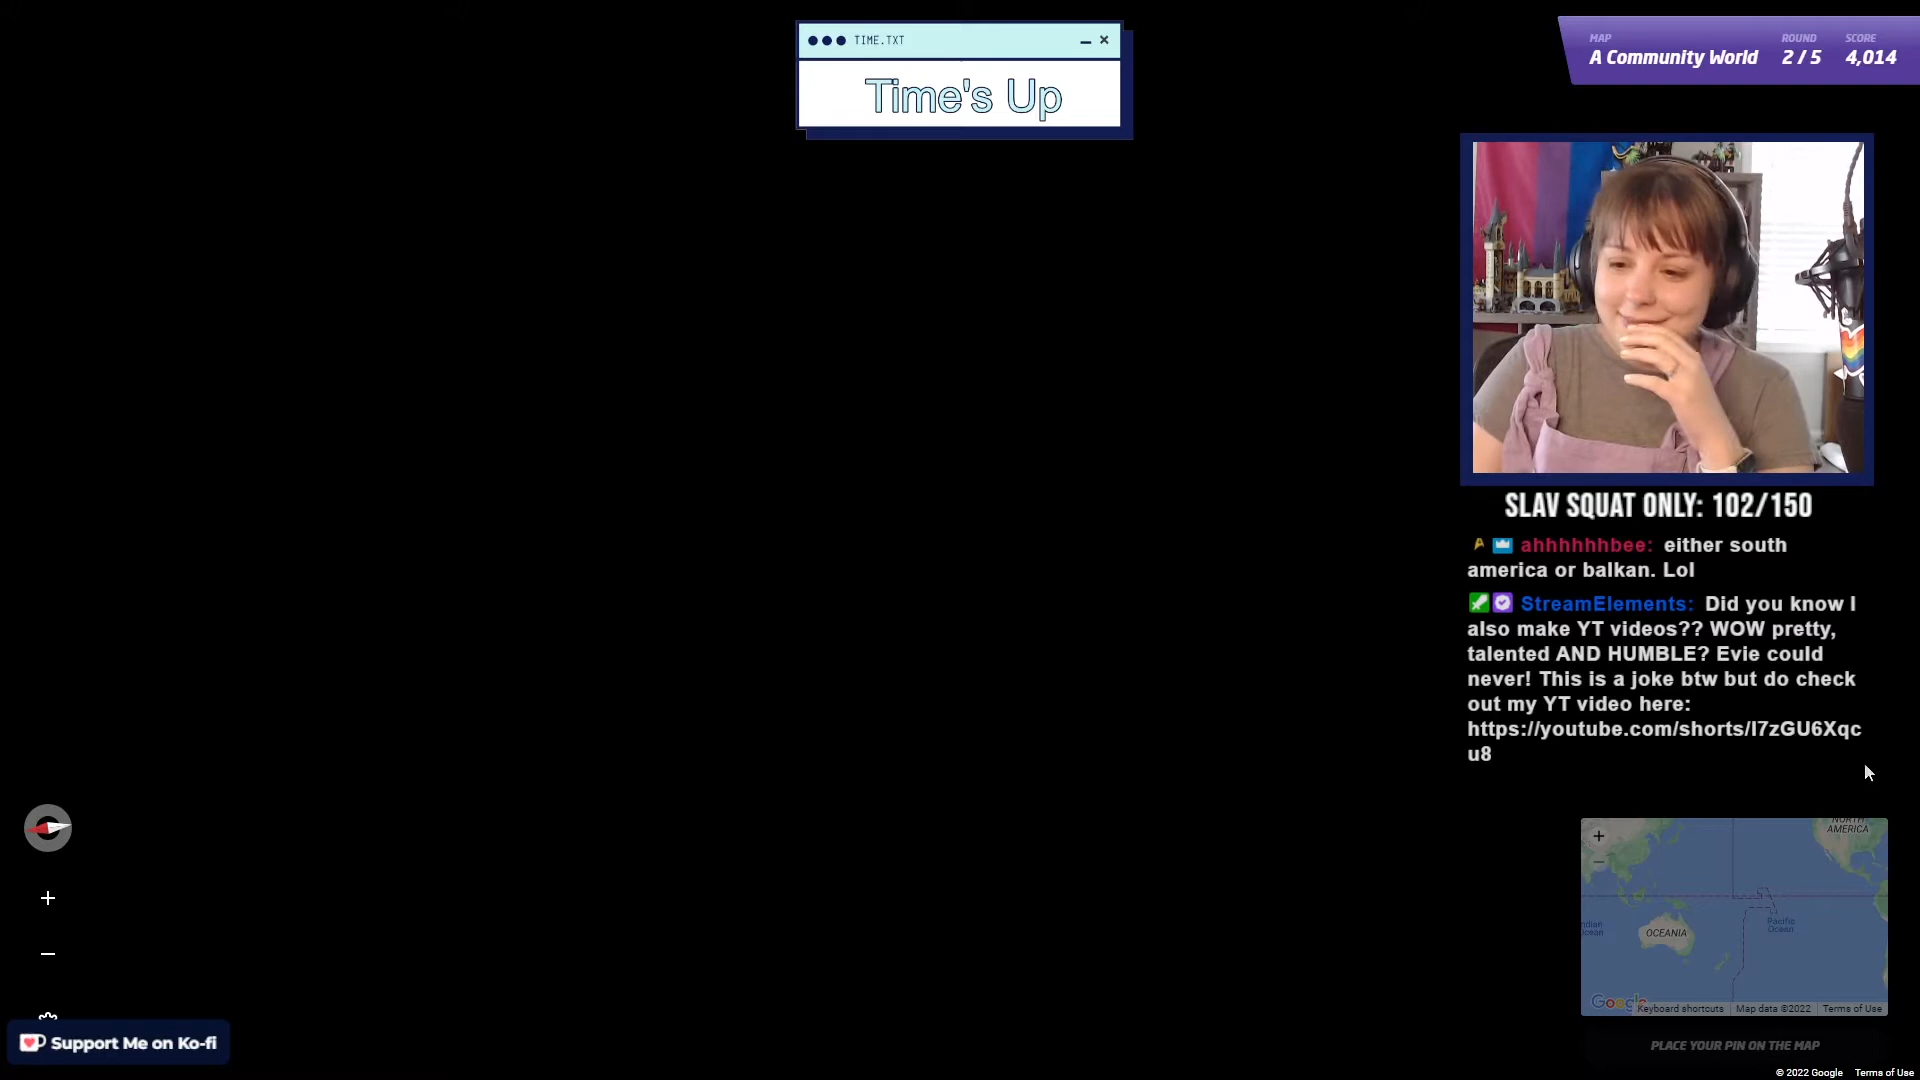 TIME.TXT
Time's Up
MAP
A Community World
ROUND
2 / 5
SCORE
4,014
SLAV SQUAT ONLY: 102/150
ahhhhhhbee: either south
america or balkan. Lol
StreamElements: Did you know I
also make YT videos?? WOW pretty,
talented AND HUMBLE? Evie could
never! This is a joke btw but do check
out my YT video here:
https://youtube.com/shorts/I7zGU6Xqc
u8
NORTH
AMERICA
Ocean
OCEANIA
Pacific
Ocean
Google
Keyboard shortcuts
Map data ©2022
Terms of Use
PLACE YOUR PIN ON THE MAP
Support Me on Ko-fi
© 2022 Google
Terms of Use